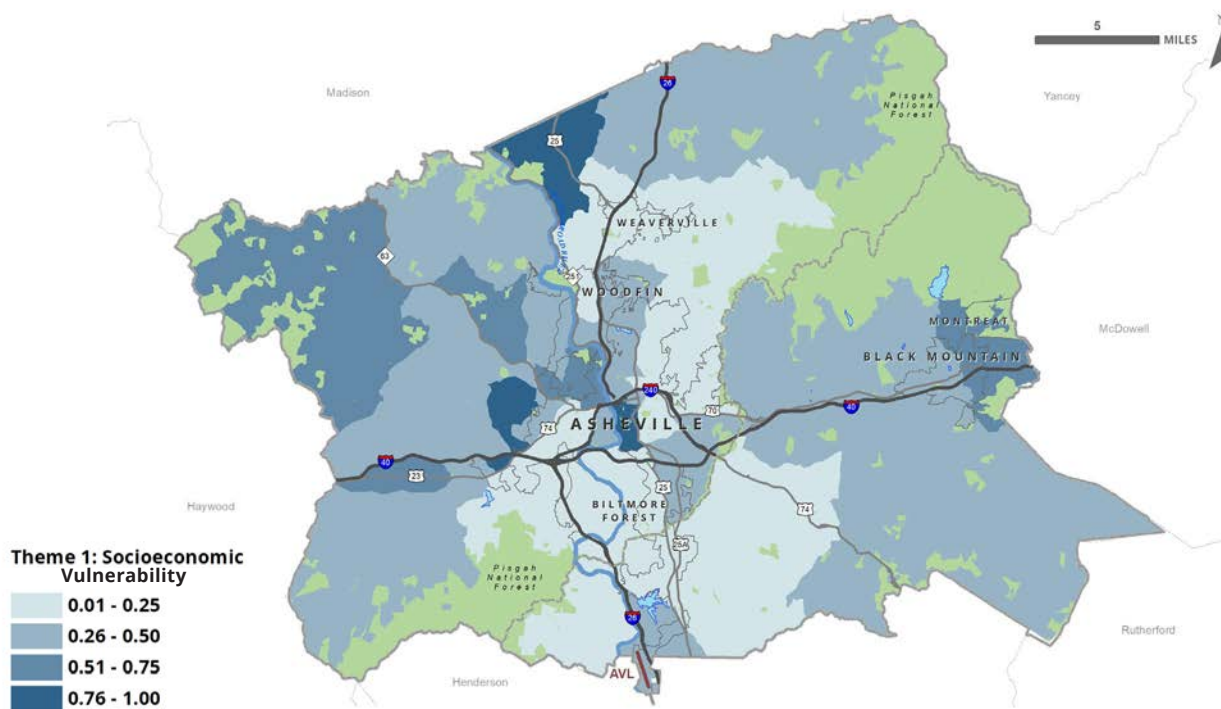 5
MILES
Madison
26
Pisgah
National
Forest
Yancey
25
WEAVERVILLE
63
25
WOODFIN
MONTREAT
McDowell
BLACK MOUNTAIN
240
70
40
74
ASHEVILLE
40
23
25
Haywood
BILTMORE
FOREST
74
25A
Pisgah
National
Forest
26
Rutherford
AVL
Henderson
Theme 1: Socioeconomic
Vulnerability
0.01 - 0.25
0.26 - 0.50
0.51 - 0.75
0.76 - 1.00